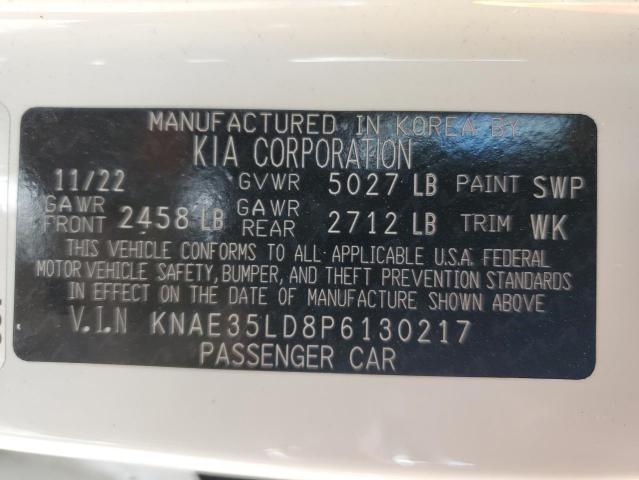 MANUFACTURED IN KOREA BY
KIA CORPORATION
11/22 GVWR 5027 LB PAINT SWP
GAWR FRONT 2458 LB GAWR REAR 2712 LB TRIM WK
THIS VEHICLE CONFORMS TO ALL APPLICABLE U.S.A. FEDERAL
MOTOR VEHICLE SAFETY, BUMPER, AND THEFT PREVENTION STANDARDS
IN EFFECT ON THE DATE OF MANUFACTURE SHOWN ABOVE.
V.I.N KNAE35LD8P6130217
PASSENGER CAR